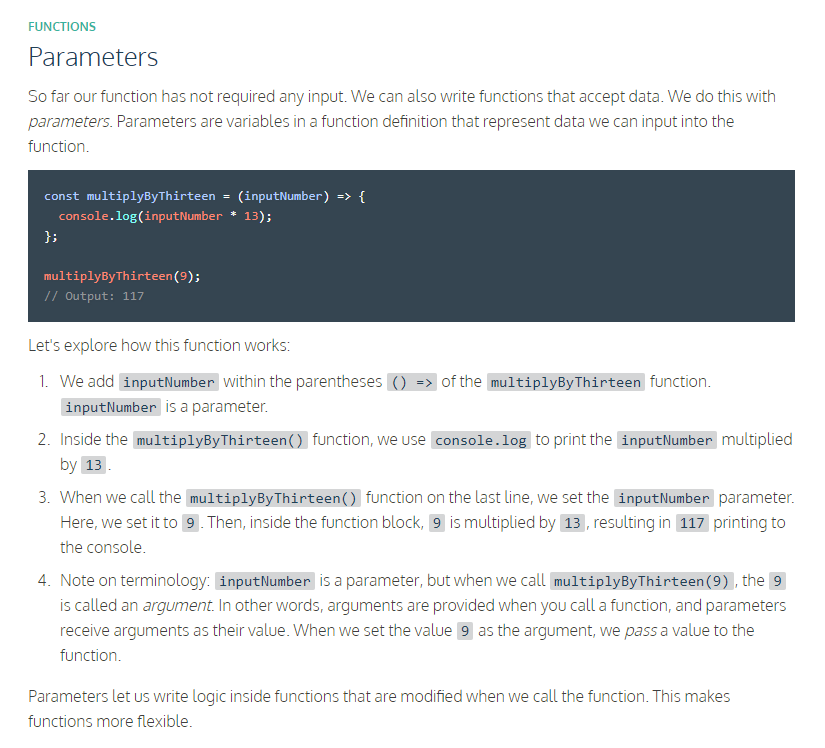 FUNCTIONS
Parameters
So far our function has not required any input. We can also write functions that accept data. We do this with
parameters. Parameters are variables in a function definition that represent data we can input into the
function.
const multiplyByThirteen = (inputNumber) => {
  console.log(inputNumber * 13);
};
multiplyByThirteen(9);
// Output: 117
Let's explore how this function works:
1. We add inputNumber within the parentheses () => of the multiplyByThirteen function.
inputNumber is a parameter.
2. Inside the multiplyByThirteen() function, we use console.log to print the inputNumber multiplied
by 13.
3. When we call the multiplyByThirteen() function on the last line, we set the inputNumber parameter.
Here, we set it to 9. Then, inside the function block, 9 is multiplied by 13, resulting in 117 printing to
the console.
4. Note on terminology: inputNumber is a parameter, but when we call multiplyByThirteen(9), the 9
is called an argument. In other words, arguments are provided when you call a function, and parameters
receive arguments as their value. When we set the value 9 as the argument, we pass a value to the
function.
Parameters let us write logic inside functions that are modified when we call the function. This makes
functions more flexible.